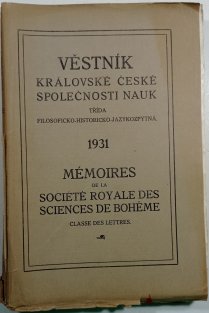 VĚSTNÍK
KRÁLOVSKÉ ČESKÉ
SPOLEČNOSTI NAUK
TŘÍDA
FILOSOFICKO-HISTORICKO-JAZYKOZPYTNÁ.
1931
MÉMOIRES
DE LA
SOCIÉTÉ ROYALE DES
SCIENCES DE BOHÊME
CLASSE DES LETTRES.